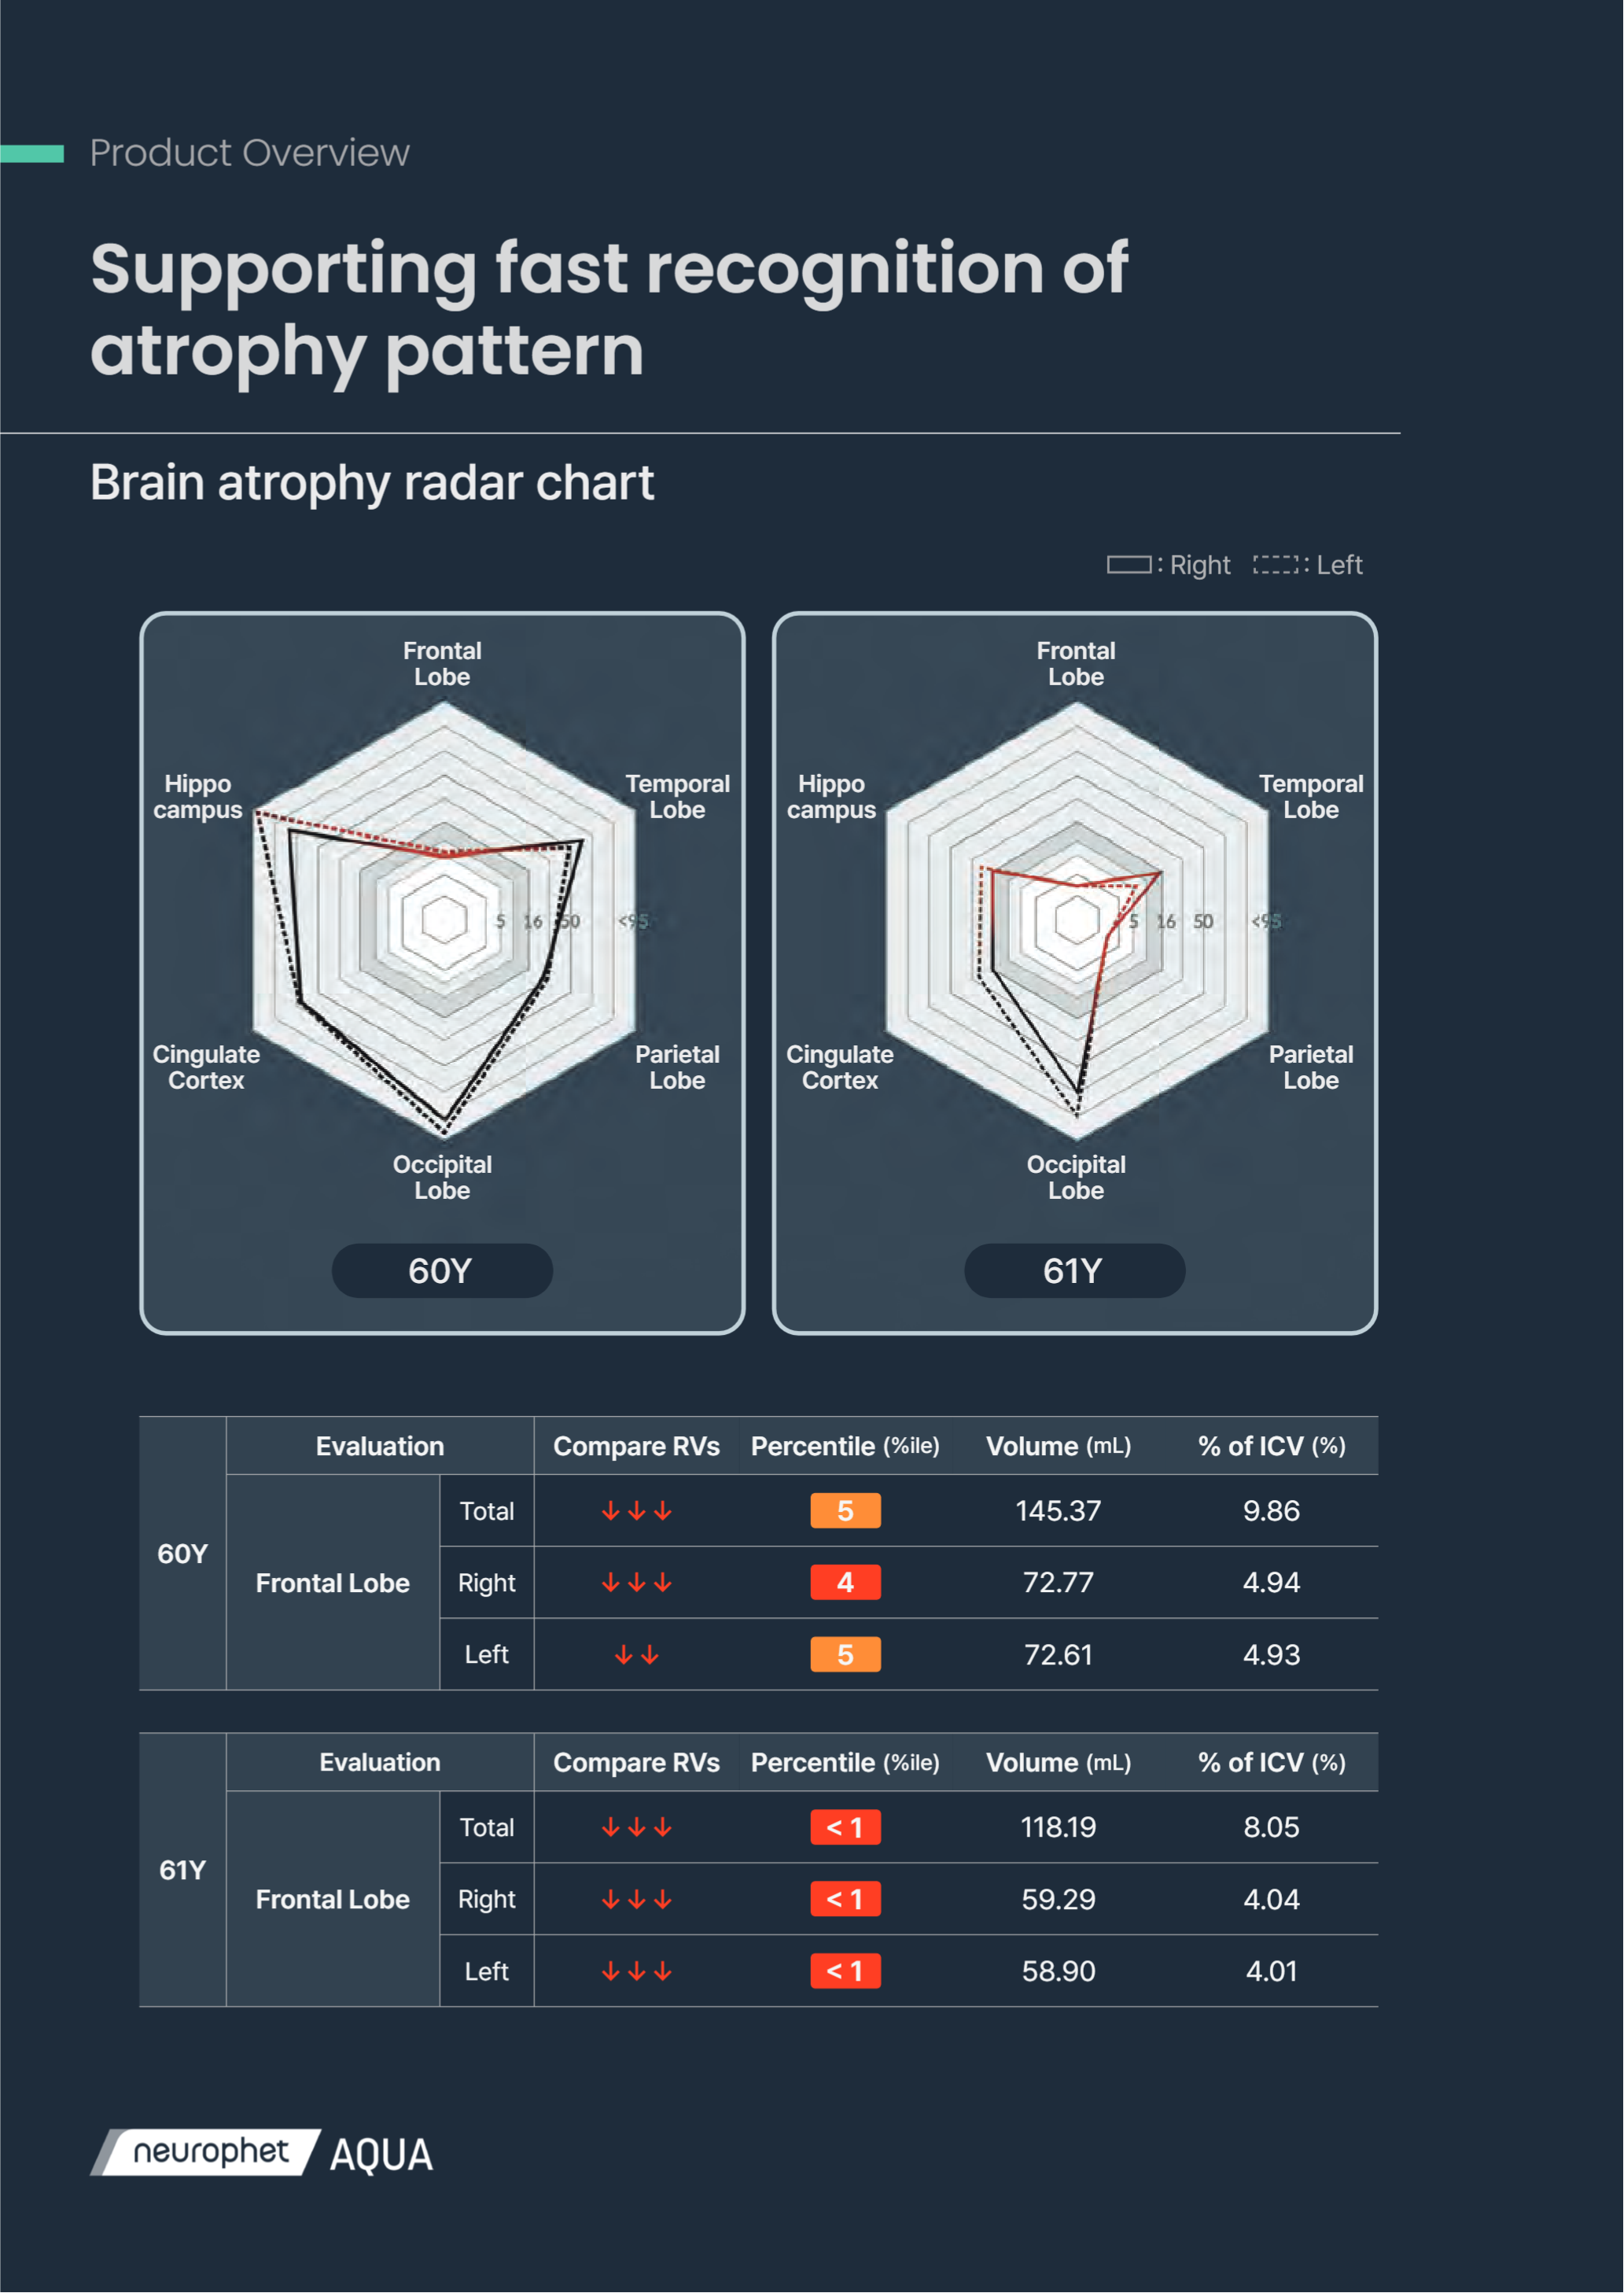 Product Overview
Supporting fast recognition of
atrophy pattern
Brain atrophy radar chart
: Right : Left
Frontal
Lobe
Hippo
campus
Temporal
Lobe
5 16 50 <95
Cingulate
Cortex
Parietal
Lobe
Occipital
Lobe
60Y
Frontal
Lobe
Hippo
campus
Temporal
Lobe
5 16 50 <95
Cingulate
Cortex
Parietal
Lobe
Occipital
Lobe
61Y
Evaluation Compare RVs Percentile (%ile) Volume (mL) % of ICV (%)
60Y
Frontal Lobe
Total ↓↓↓ 5 145.37 9.86
Right ↓↓↓ 4 72.77 4.94
Left ↓↓ 5 72.61 4.93
Evaluation Compare RVs Percentile (%ile) Volume (mL) % of ICV (%)
61Y
Frontal Lobe
Total ↓↓↓ < 1 118.19 8.05
Right ↓↓↓ < 1 59.29 4.04
Left ↓↓↓ < 1 58.90 4.01
neurophet AQUA